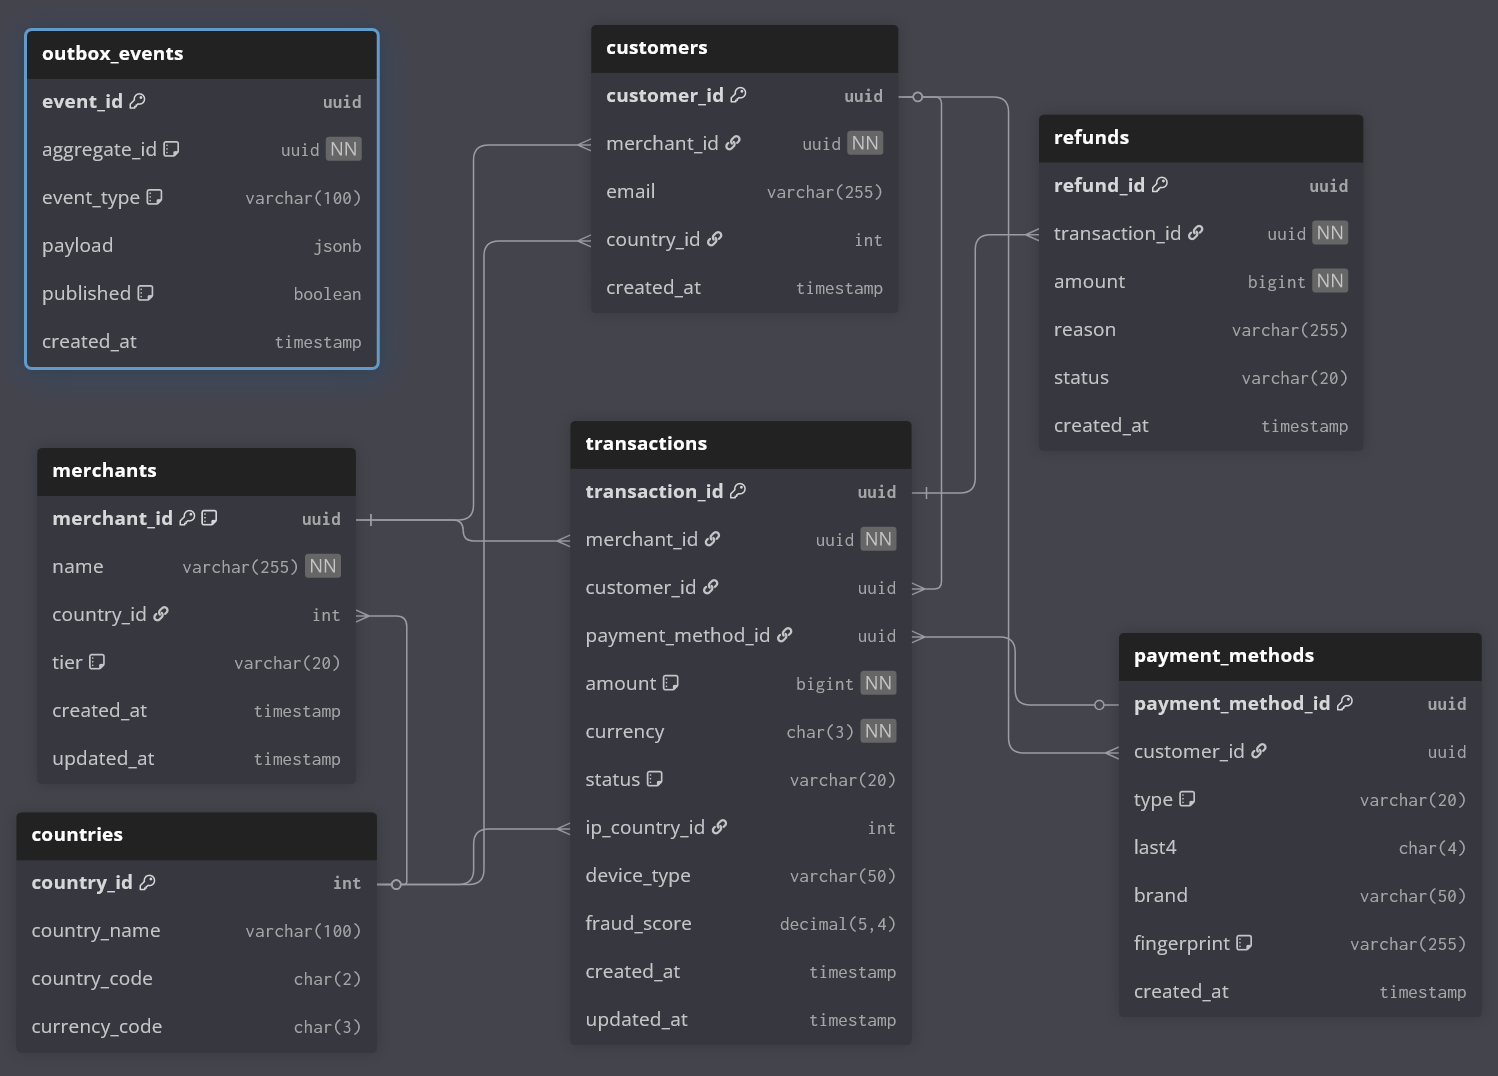 outbox_events
event_id uuid
aggregate_id uuid NN
event_type varchar(100)
payload jsonb
published boolean
created_at timestamp
customers
customer_id uuid
merchant_id uuid NN
email varchar(255)
country_id int
created_at timestamp
refunds
refund_id uuid
transaction_id uuid NN
amount bigint NN
reason varchar(255)
status varchar(20)
created_at timestamp
merchants
merchant_id uuid
name varchar(255) NN
country_id int
tier varchar(20)
created_at timestamp
updated_at timestamp
transactions
transaction_id uuid
merchant_id uuid NN
customer_id uuid
payment_method_id uuid
amount bigint NN
currency char(3) NN
status varchar(20)
ip_country_id int
device_type varchar(50)
fraud_score decimal(5,4)
created_at timestamp
updated_at timestamp
payment_methods
payment_method_id uuid
customer_id uuid
type varchar(20)
last4 char(4)
brand varchar(50)
fingerprint varchar(255)
created_at timestamp
countries
country_id int
country_name varchar(100)
country_code char(2)
currency_code char(3)